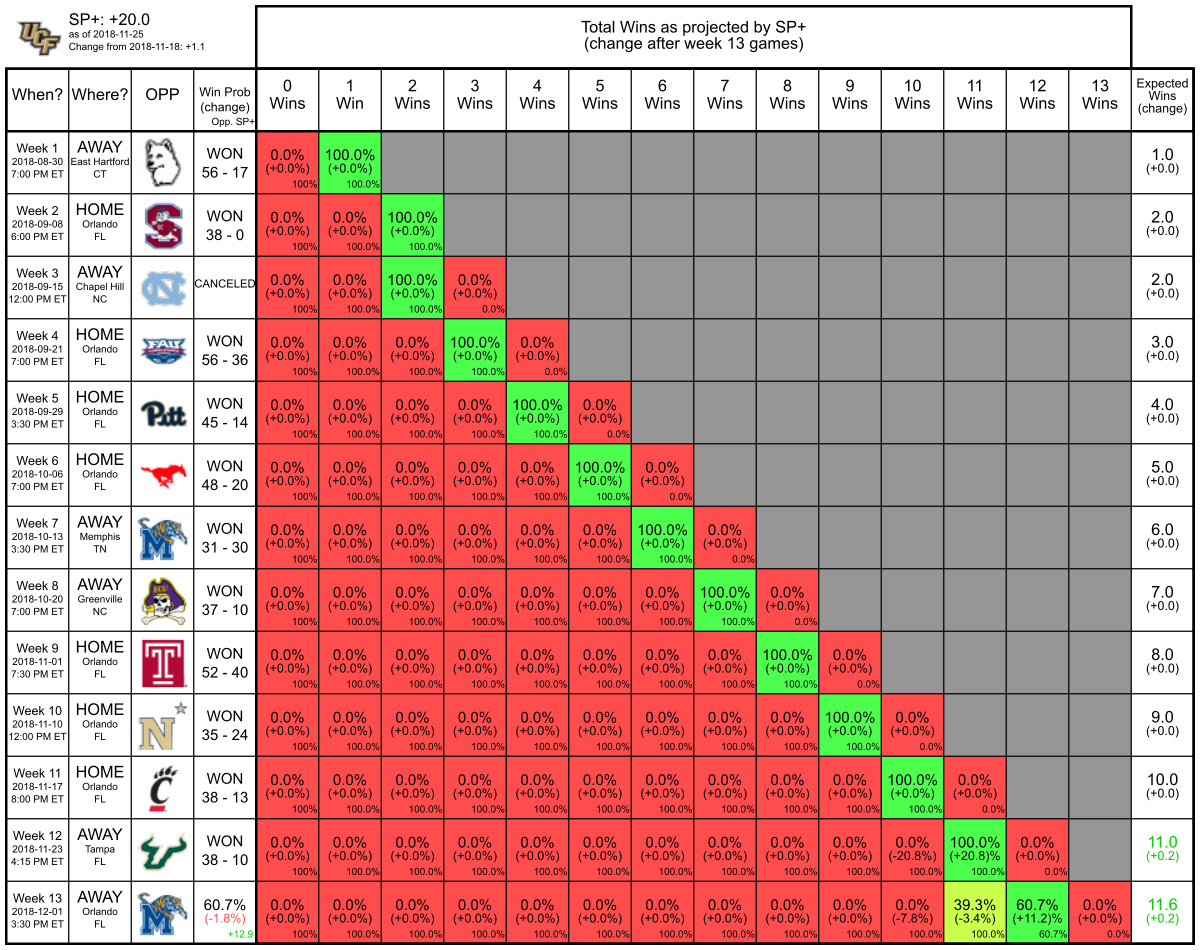 UCF
SP+: +20.0
as of 2018-11-25
Change from 2018-11-18: +1.1
Total Wins as projected by SP+
(change after week 13 games)
When? Where? OPP Win Prob 0 1 2 3 4 5 6 7 8 9 10 11 12 13 Expected
(change) Wins Win Wins Wins Wins Wins Wins Wins Wins Wins Wins Wins Wins Wins Wins
Opp. SP+ (change)
Week 1 AWAY WON 0.0% 100.0% 1.0
2018-08-30 East Hartford 56 - 17 (+0.0%) (+0.0%) (+0.0)
7:00 PM ET CT 100% 100.0%
Week 2 HOME WON 0.0% 0.0% 100.0% 2.0
2018-09-08 Orlando 38 - 0 (+0.0%) (+0.0%) (+0.0%) (+0.0)
6:00 PM ET FL 100% 100.0% 100.0%
Week 3 AWAY CANCELED 0.0% 0.0% 100.0% 0.0% 2.0
2018-09-15 Chapel Hill (+0.0%) (+0.0%) (+0.0%) (+0.0%) (+0.0)
12:00 PM ET NC 100% 100.0% 100.0% 0.0%
Week 4 HOME FAU WON 0.0% 0.0% 0.0% 100.0% 0.0% 3.0
2018-09-21 Orlando 56 - 36 (+0.0%) (+0.0%) (+0.0%) (+0.0%) (+0.0%) (+0.0)
7:00 PM ET FL 100% 100.0% 100.0% 100.0% 0.0%
Week 5 HOME Pitt WON 0.0% 0.0% 0.0% 0.0% 100.0% 0.0% 4.0
2018-09-29 Orlando 45 - 14 (+0.0%) (+0.0%) (+0.0%) (+0.0%) (+0.0%) (+0.0%) (+0.0)
3:30 PM ET FL 100% 100.0% 100.0% 100.0% 100.0% 0.0%
Week 6 HOME WON 0.0% 0.0% 0.0% 0.0% 0.0% 100.0% 0.0% 5.0
2018-10-06 Orlando 48 - 20 (+0.0%) (+0.0%) (+0.0%) (+0.0%) (+0.0%) (+0.0%) (+0.0%) (+0.0)
7:00 PM ET FL 100% 100.0% 100.0% 100.0% 100.0% 100.0% 0.0%
Week 7 AWAY M WON 0.0% 0.0% 0.0% 0.0% 0.0% 0.0% 100.0% 0.0% 6.0
2018-10-13 Memphis 31 - 30 (+0.0%) (+0.0%) (+0.0%) (+0.0%) (+0.0%) (+0.0%) (+0.0%) (+0.0%) (+0.0)
3:30 PM ET TN 100% 100.0% 100.0% 100.0% 100.0% 100.0% 100.0% 0.0%
Week 8 AWAY ECU WON 0.0% 0.0% 0.0% 0.0% 0.0% 0.0% 0.0% 100.0% 0.0% 7.0
2018-10-20 Greenville 37 - 10 (+0.0%) (+0.0%) (+0.0%) (+0.0%) (+0.0%) (+0.0%) (+0.0%) (+0.0%) (+0.0%) (+0.0)
7:00 PM ET NC 100% 100.0% 100.0% 100.0% 100.0% 100.0% 100.0% 100.0% 0.0%
Week 9 HOME T WON 0.0% 0.0% 0.0% 0.0% 0.0% 0.0% 0.0% 0.0% 100.0% 0.0% 8.0
2018-11-01 Orlando 52 - 40 (+0.0%) (+0.0%) (+0.0%) (+0.0%) (+0.0%) (+0.0%) (+0.0%) (+0.0%) (+0.0%) (+0.0%) (+0.0)
7:30 PM ET FL 100% 100.0% 100.0% 100.0% 100.0% 100.0% 100.0% 100.0% 100.0% 0.0%
Week 10 HOME N WON 0.0% 0.0% 0.0% 0.0% 0.0% 0.0% 0.0% 0.0% 0.0% 100.0% 0.0% 9.0
2018-11-10 Orlando 35 - 24 (+0.0%) (+0.0%) (+0.0%) (+0.0%) (+0.0%) (+0.0%) (+0.0%) (+0.0%) (+0.0%) (+0.0%) (+0.0%) (+0.0)
12:00 PM ET FL 100% 100.0% 100.0% 100.0% 100.0% 100.0% 100.0% 100.0% 100.0% 100.0% 0.0%
Week 11 HOME C WON 0.0% 0.0% 0.0% 0.0% 0.0% 0.0% 0.0% 0.0% 0.0% 0.0% 100.0% 0.0% 10.0
2018-11-17 Orlando 38 - 13 (+0.0%) (+0.0%) (+0.0%) (+0.0%) (+0.0%) (+0.0%) (+0.0%) (+0.0%) (+0.0%) (+0.0%) (+0.0%) (+0.0%) (+0.0)
8:00 PM ET FL 100% 100.0% 100.0% 100.0% 100.0% 100.0% 100.0% 100.0% 100.0% 100.0% 100.0% 0.0%
Week 12 AWAY WON 0.0% 0.0% 0.0% 0.0% 0.0% 0.0% 0.0% 0.0% 0.0% 0.0% 0.0% 100.0% 0.0% 11.0
2018-11-23 Tampa 38 - 10 (+0.0%) (+0.0%) (+0.0%) (+0.0%) (+0.0%) (+0.0%) (+0.0%) (+0.0%) (+0.0%) (+0.0%) (-20.8%) (+20.8)% (+0.0%) (+0.2)
4:15 PM ET FL 100% 100.0% 100.0% 100.0% 100.0% 100.0% 100.0% 100.0% 100.0% 100.0% 100.0% 100.0% 0.0%
Week 13 AWAY M 60.7% 0.0% 0.0% 0.0% 0.0% 0.0% 0.0% 0.0% 0.0% 0.0% 0.0% 0.0% 39.3% 60.7% 0.0% 11.6
2018-12-01 Orlando (-1.8%) (+0.0%) (+0.0%) (+0.0%) (+0.0%) (+0.0%) (+0.0%) (+0.0%) (+0.0%) (+0.0%) (+0.0%) (-7.8%) (-3.4%) (+11.2)% (+0.0%) (+0.2)
3:30 PM ET FL +12.9 100% 100.0% 100.0% 100.0% 100.0% 100.0% 100.0% 100.0% 100.0% 100.0% 100.0% 100.0% 60.7% 0.0%